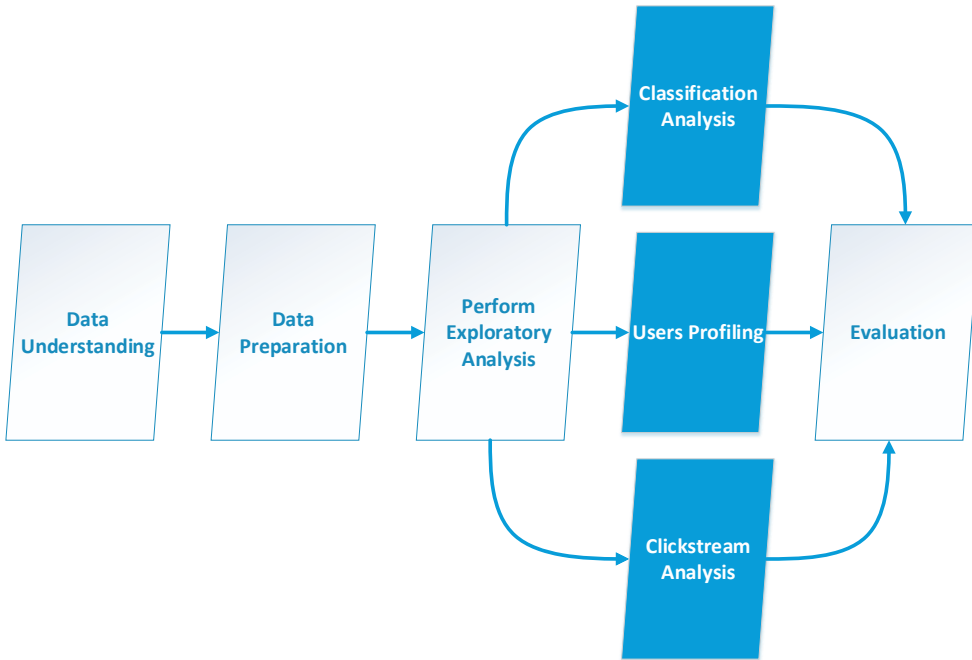 Data
Understanding
Data
Preparation
Perform
Exploratory
Analysis
Classification
Analysis
Users Profiling
Clickstream
Analysis
Evaluation